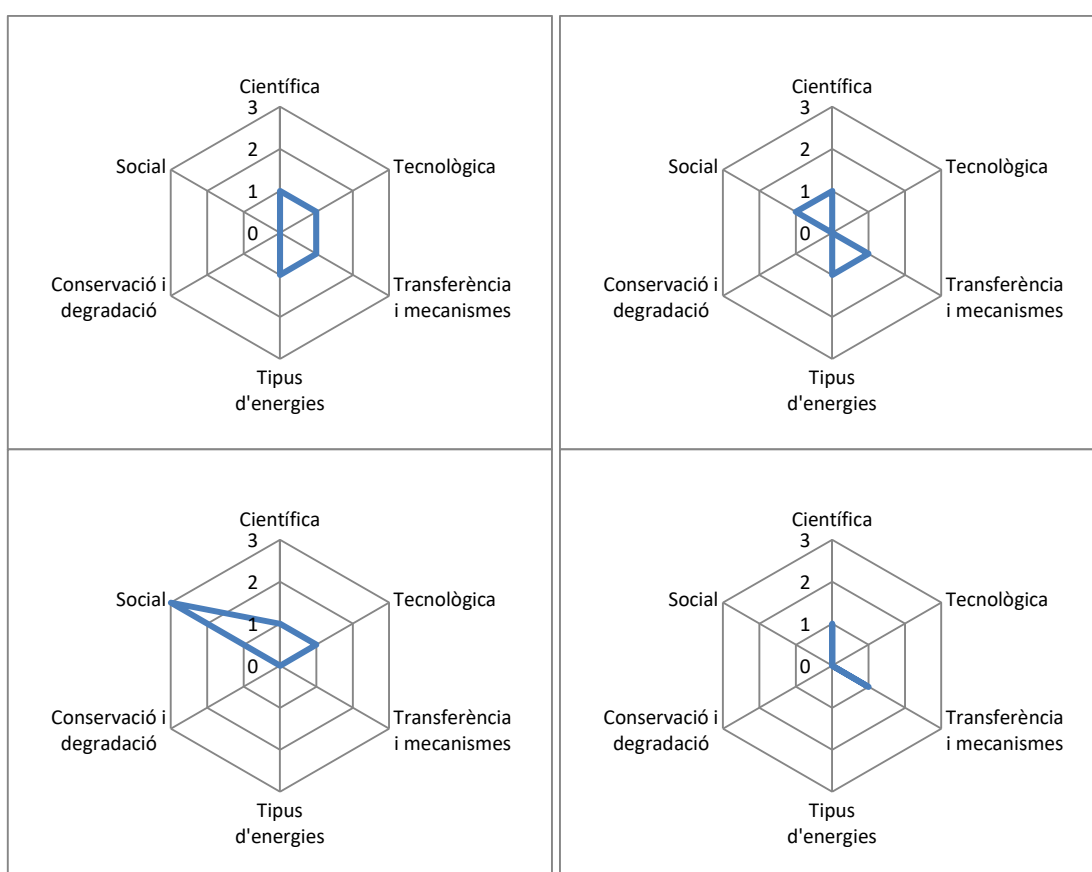 Científica
3
2
Social
Tecnològica
1
0
Conservació i
degradació
Transferència
i mecanismes
Tipus
d'energies
Científica
3
2
Social
Tecnològica
1
0
Conservació i
degradació
Transferència
i mecanismes
Tipus
d'energies
Científica
3
2
Social
Tecnològica
1
0
Conservació i
degradació
Transferència
i mecanismes
Tipus
d'energies
Científica
3
2
Social
Tecnològica
1
0
Conservació i
degradació
Transferència
i mecanismes
Tipus
d'energies